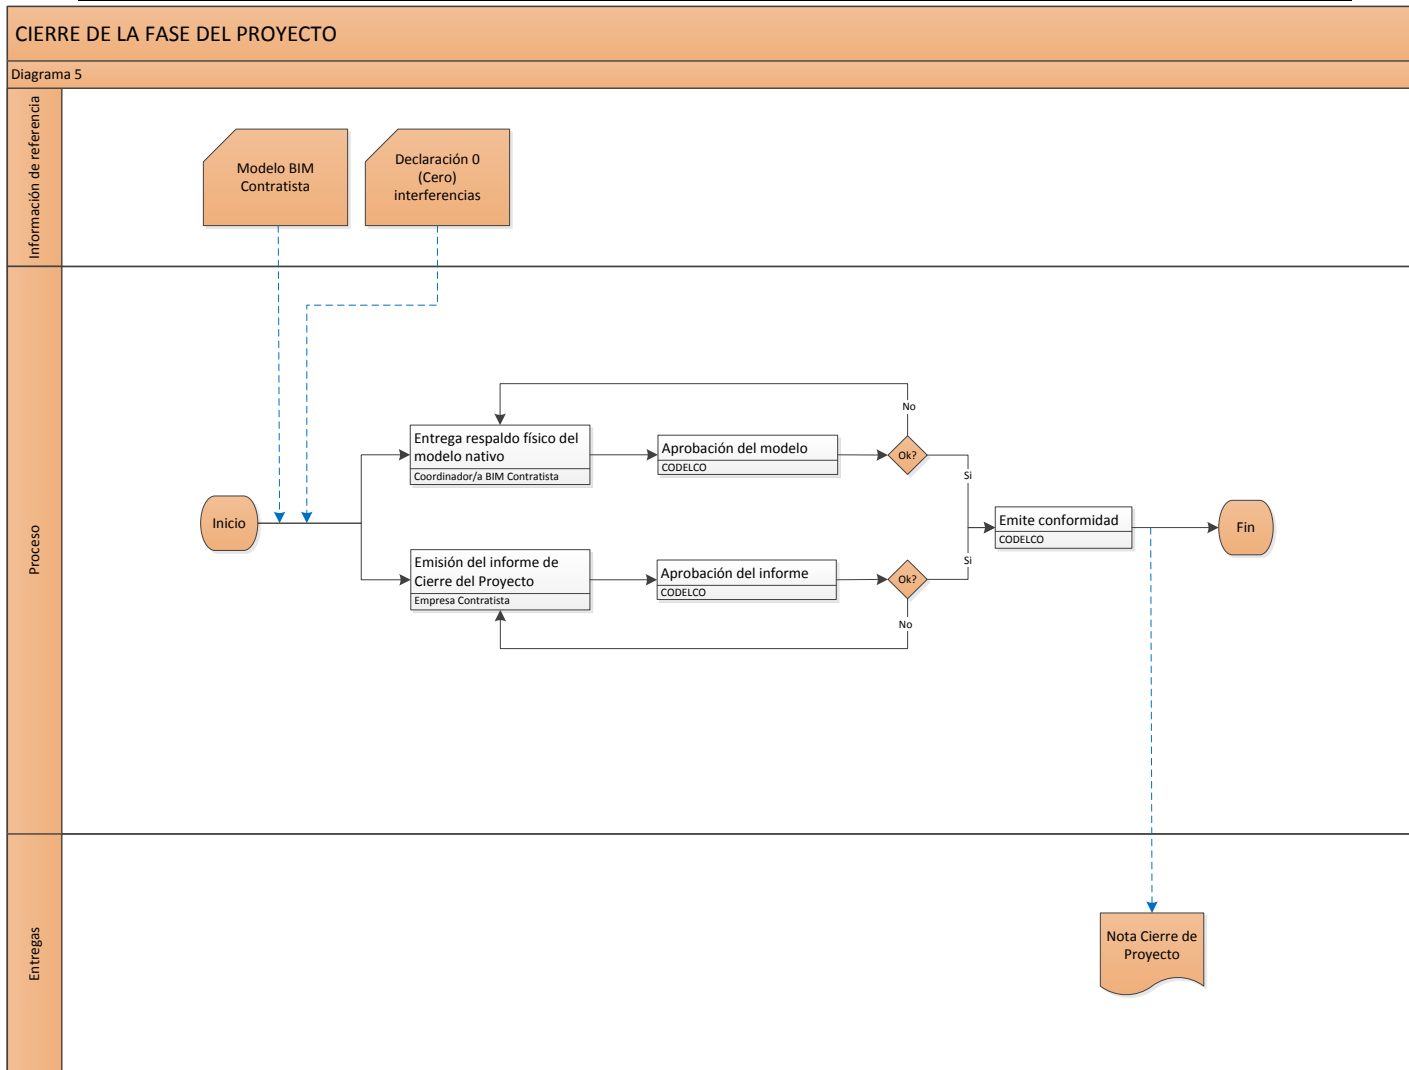 CIERRE DE LA FASE DEL PROYECTO
Diagrama 5
Información de referencia
Modelo BIM
Contratista
Declaración 0
(Cero)
interferencias
Proceso
Inicio
Entrega respaldo físico del
modelo nativo
Coordinador/a BIM Contratista
Aprobación del modelo
CODELCO
Ok?
No
Si
Emisión del informe de
Cierre del Proyecto
Empresa Contratista
Aprobación del informe
CODELCO
Ok?
No
Si
Emite conformidad
CODELCO
Fin
Entregas
Nota Cierre de
Proyecto